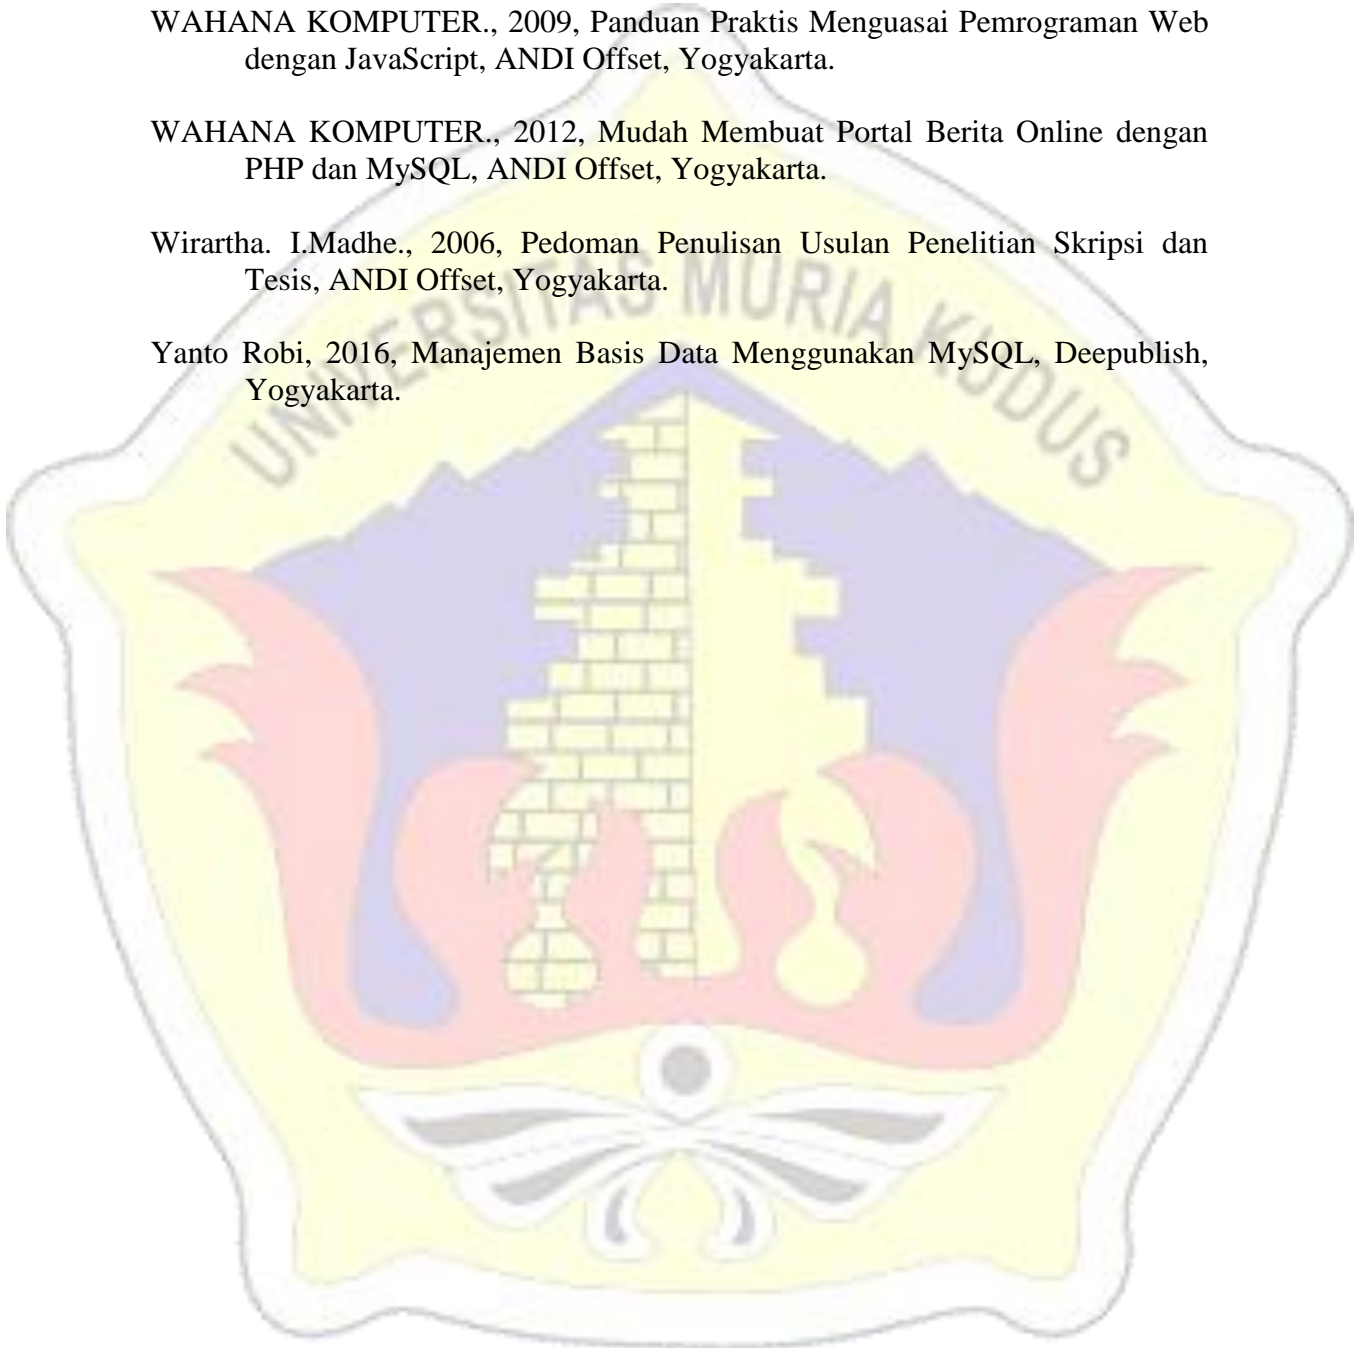 WAHANA KOMPUTER., 2009, Panduan Praktis Menguasai Pemrograman Web
dengan JavaScript, ANDI Offset, Yogyakarta.
WAHANA KOMPUTER., 2012, Mudah Membuat Portal Berita Online dengan
PHP dan MySQL, ANDI Offset, Yogyakarta.
Wirartha. I.Madhe., 2006, Pedoman Penulisan Usulan Penelitian Skripsi dan
Tesis, ANDI Offset, Yogyakarta.
Yanto Robi, 2016, Manajemen Basis Data Menggunakan MySQL, Deepublish,
Yogyakarta.
UNIVERSITAS MURIA KUDUS